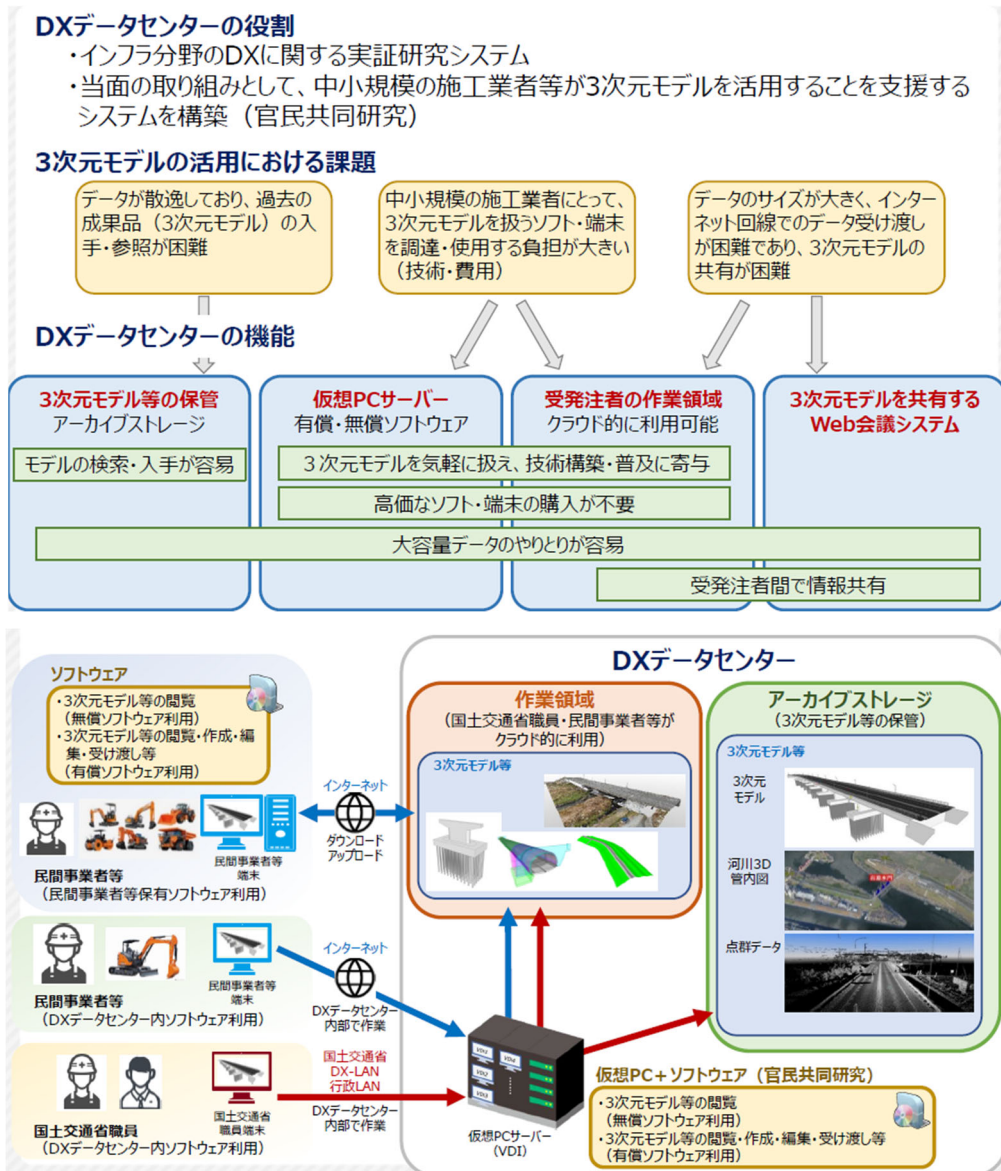 DXデータセンターの役割
・インフラ分野のDXに関する実証研究システム
・当面の取り組みとして、中小規模の施工業者等が3次元モデルを活用することを支援する
システムを構築（官民共同研究）
3次元モデルの活用における課題
データが散逸しており、過去の
成果品（3次元モデル）の入
手・参照が困難
中小規模の施工業者にとって、
3次元モデルを扱うソフト・端末
を調達・使用する負担が大きい
（技術・費用）
データのサイズが大きく、インター
ネット回線でのデータ受け渡し
が困難であり、3次元モデルの
共有が困難
DXデータセンターの機能
3次元モデル等の保管
アーカイブストレージ
仮想PCサーバー
有償・無償ソフトウェア
受発注者の作業領域
クラウド的に利用可能
3次元モデルを共有する
Web会議システム
モデルの検索・入手が容易
３次元モデルを気軽に扱え、技術構築・普及に寄与
高価なソフト・端末の購入が不要
大容量データのやりとりが容易
受発注者間で情報共有
ソフトウェア
・3次元モデル等の閲覧
（無償ソフトウェア利用）
・3次元モデル等の閲覧・作成・編
集・受け渡し等
（有償ソフトウェア利用）
民間事業者等
端末
民間事業者等
（民間事業者等保有ソフトウェア利用）
インターネット
ダウンロード
アップロード
民間事業者等
端末
民間事業者等
（DXデータセンター内ソフトウェア利用）
インターネット
DXデータセンター
内部で作業
国土交通省
職員端末
国土交通省職員
（DXデータセンター内ソフトウェア利用）
国土交通省
DX-LAN
行政LAN
DXデータセンター
内部で作業
DXデータセンター
作業領域
（国土交通省職員・民間事業者等が
クラウド的に利用）
3次元モデル等
アーカイブストレージ
（3次元モデル等の保管）
3次元モデル等
3次元
モデル
河川3D
管内図
点群データ
VDI1
VDI4
VDI2
VDI3
仮想PCサーバー
（VDI）
仮想PC＋ソフトウェア（官民共同研究）
・3次元モデル等の閲覧
（無償ソフトウェア利用）
・3次元モデル等の閲覧・作成・編集・受け渡し等
（有償ソフトウェア利用）